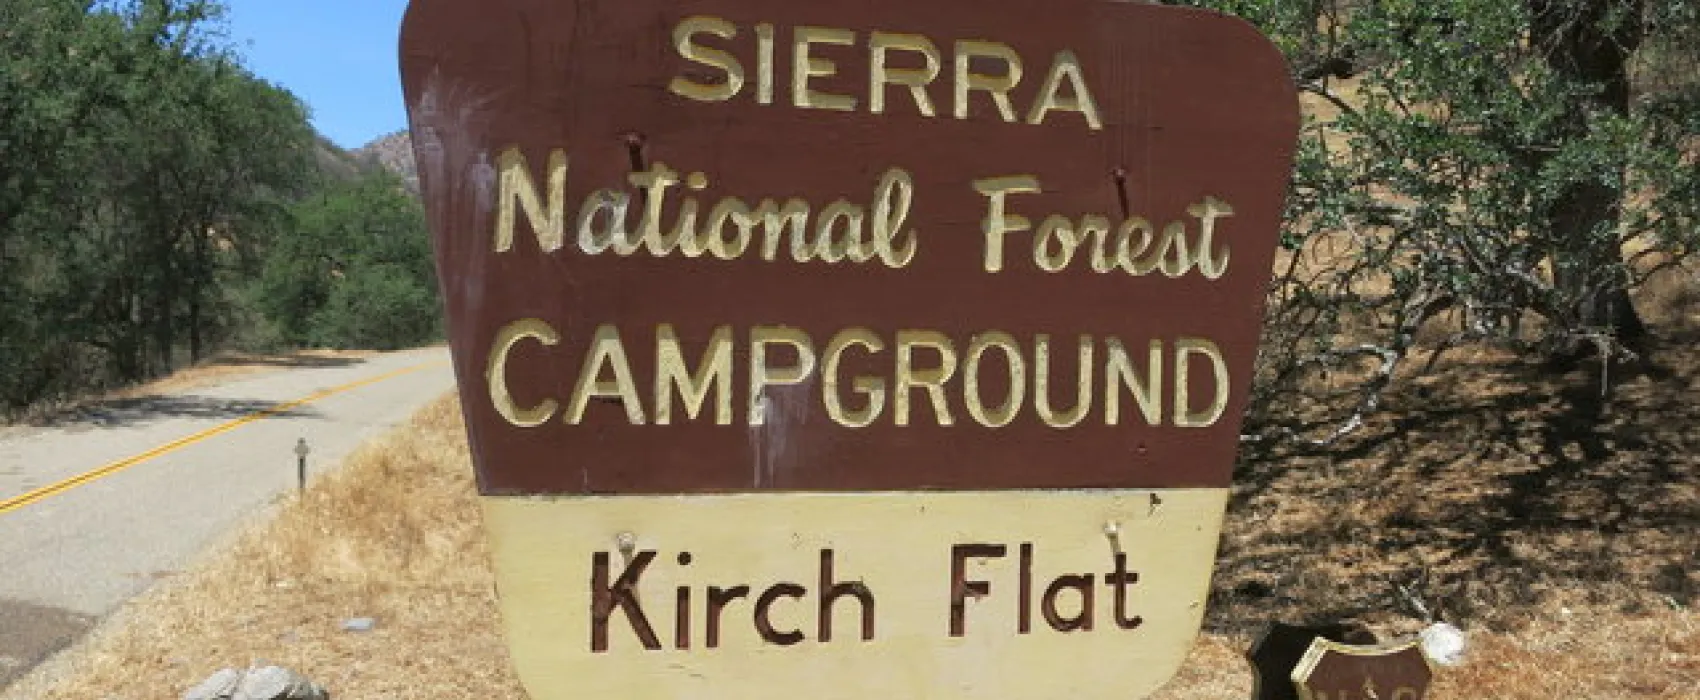 SIERRA
National Forest
CAMPGROUND
Kirch Flat